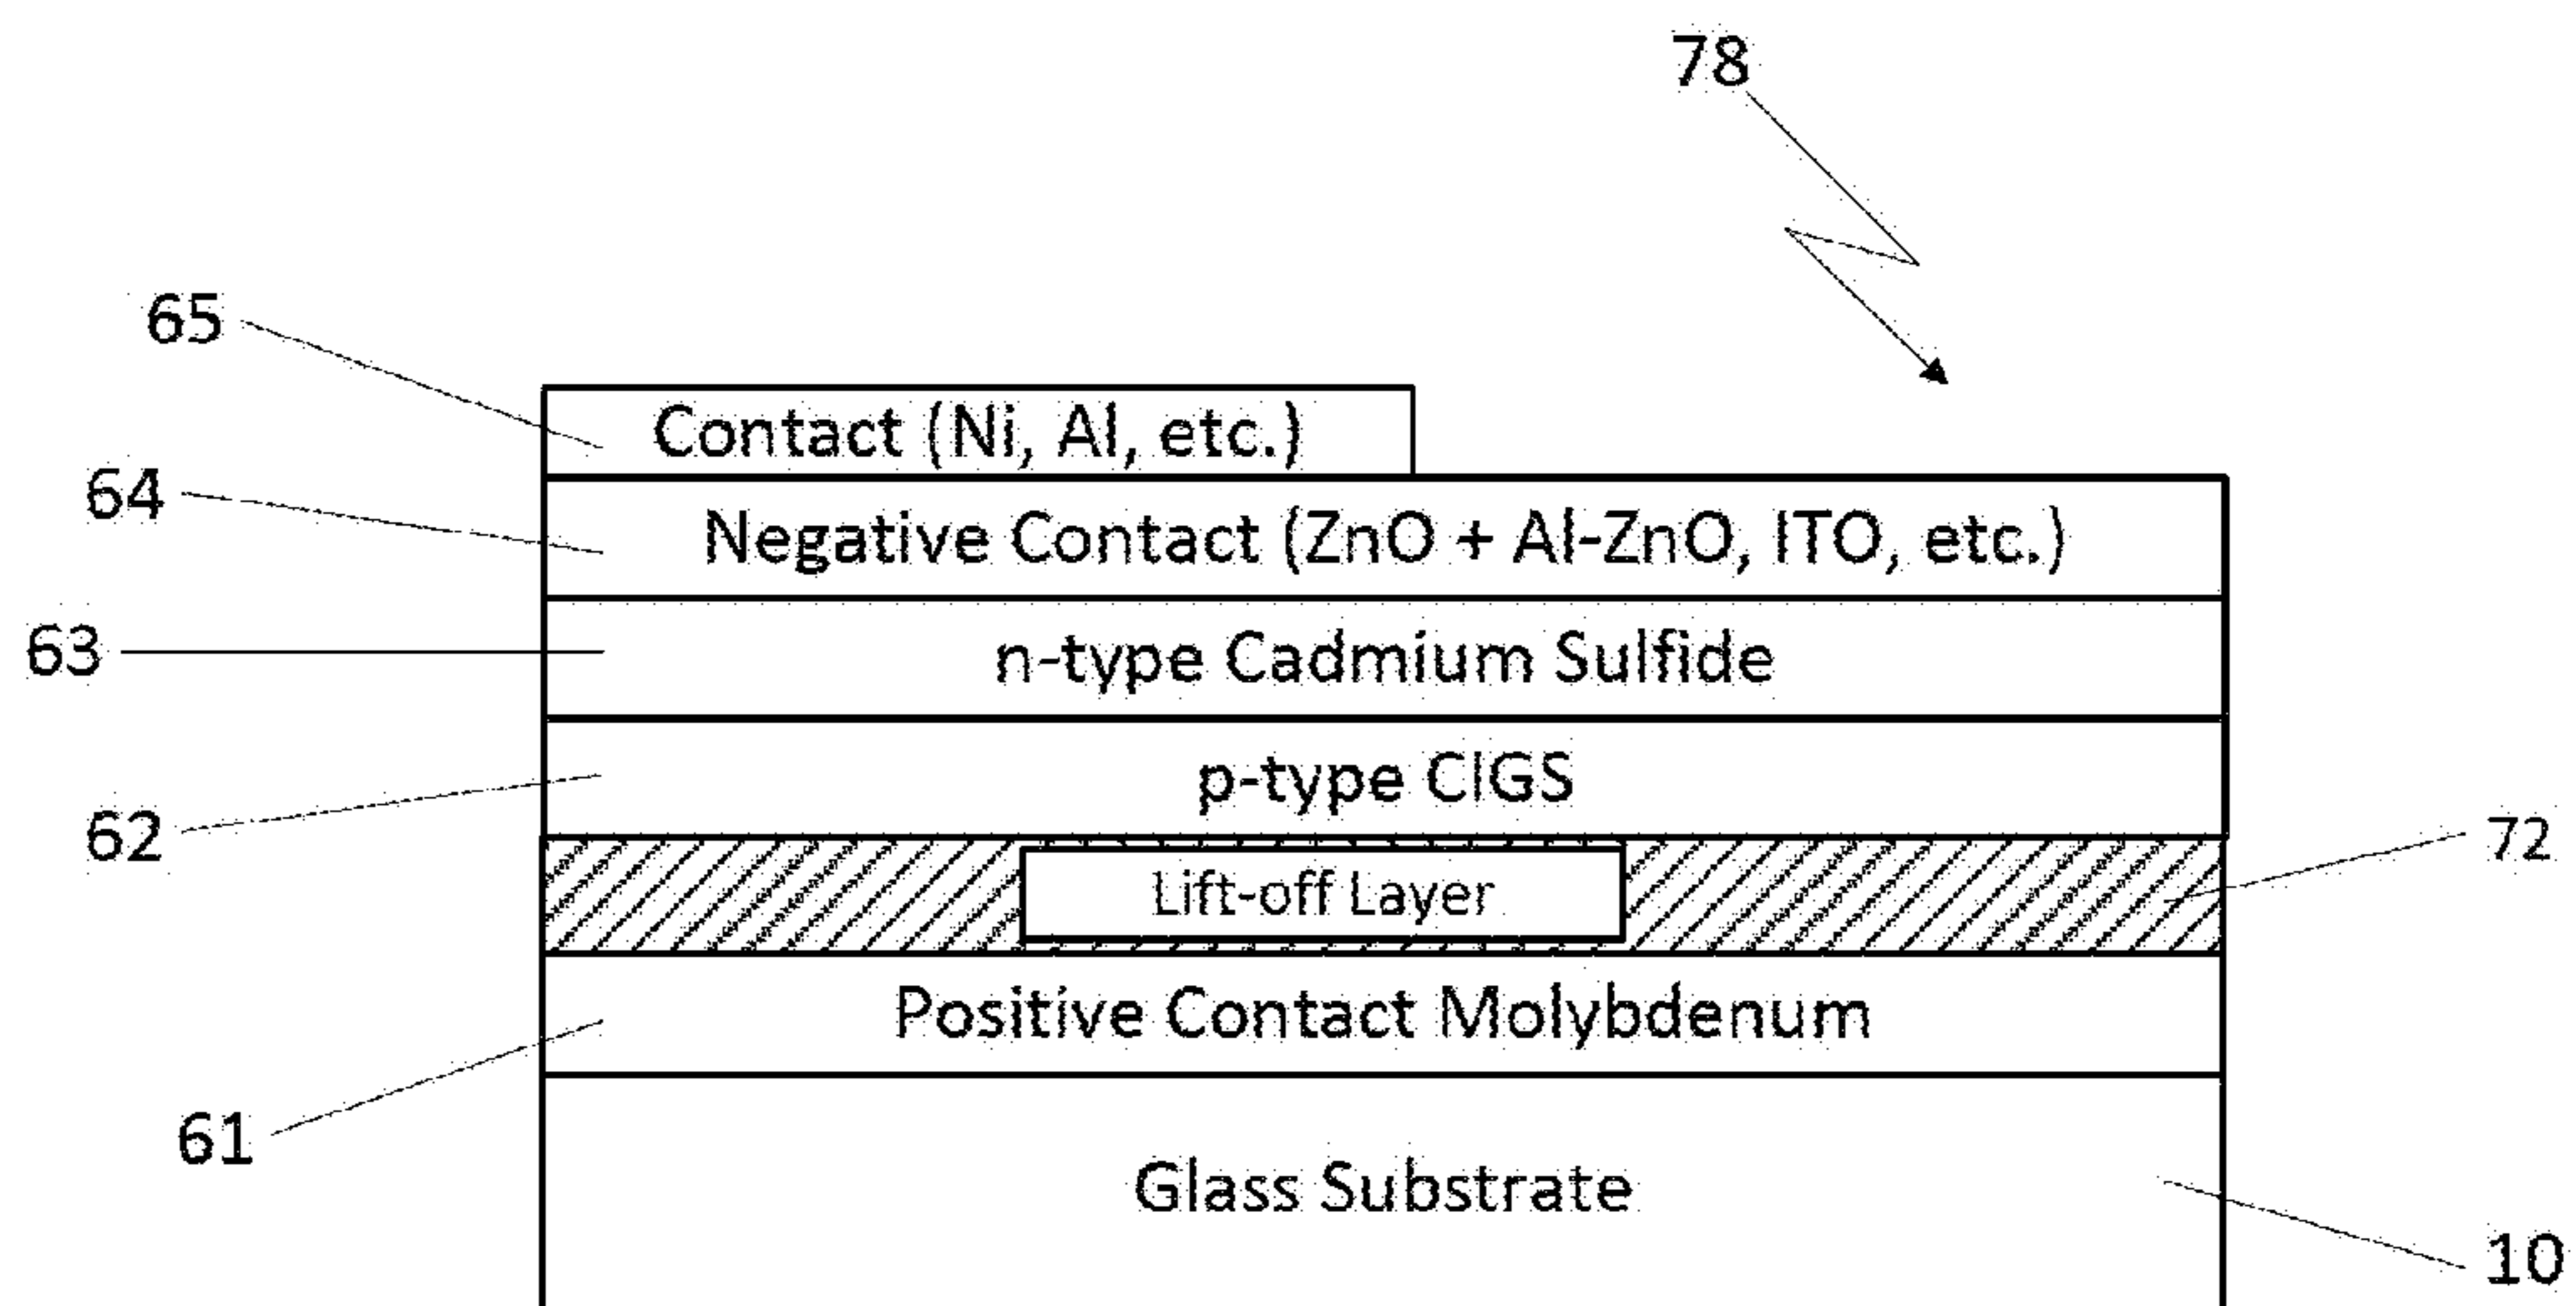 78
65
Contact (Ni, Al, etc.)
64
Negative Contact (ZnO + Al-ZnO, ITO, etc.)
63
n-type Cadmium Sulfide
p-type CIGS
62
Lift-off Layer
72
Positive Contact Molybdenum
61
Glass Substrate
10